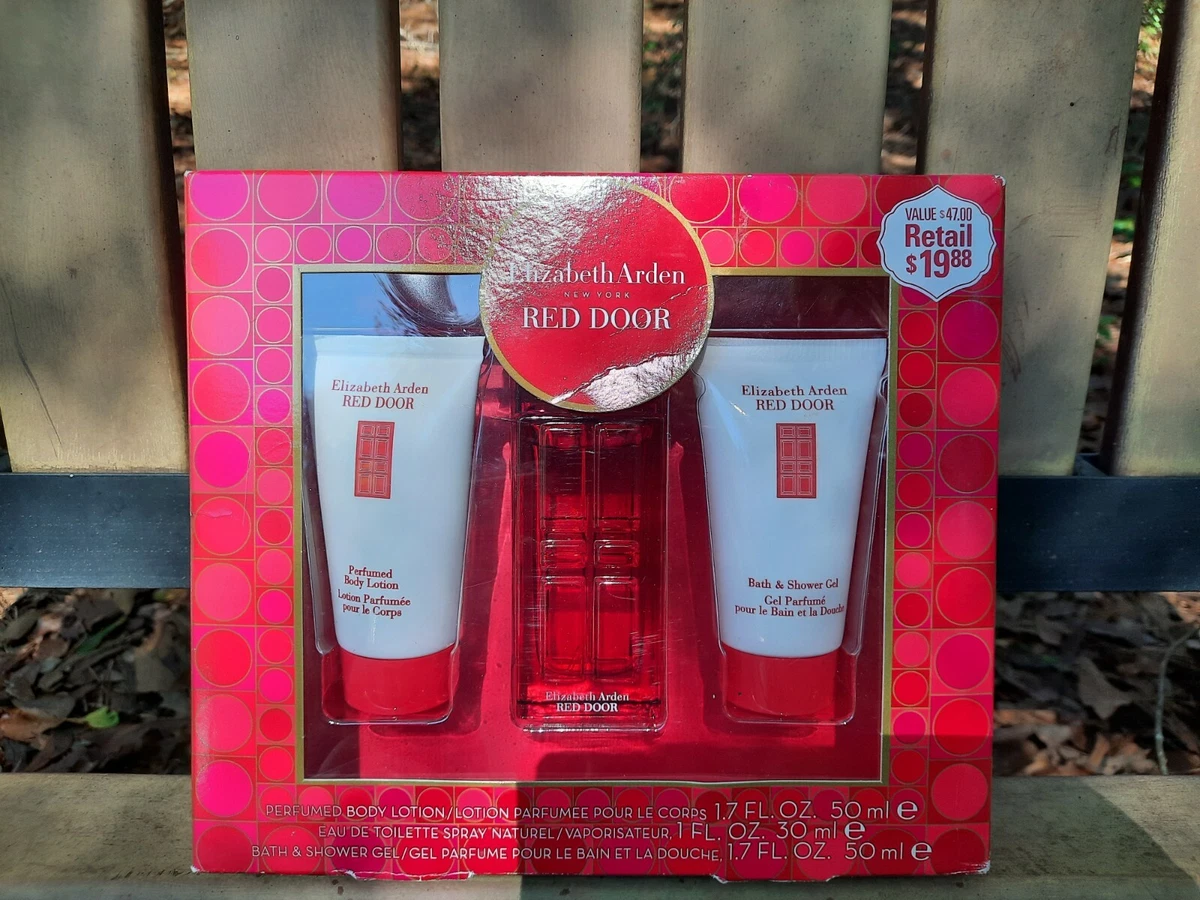 VALUE $47.00
Retail
$19.88
Elizabeth Arden
NEW YORK
RED DOOR
Elizabeth Arden
RED DOOR
Perfumed
Body Lotion
Lotion Parfumée
pour le Corps
Elizabeth Arden
RED DOOR
Elizabeth Arden
RED DOOR
Bath & Shower Gel
Gel Parfumé
pour le Bain et la Douche
PERFUMED BODY LOTION/LOTION PARFUMEE POUR LE CORPS 1.7 FL. OZ. 50 ml e
EAU DE TOILETTE SPRAY NATUREL/VAPORISATEUR, 1 FL. OZ. 30 ml e
BATH & SHOWER GEL/GEL PARFUME POUR LE BAIN ET LA DOUCHE, 1.7 FL. OZ. 50 ml e